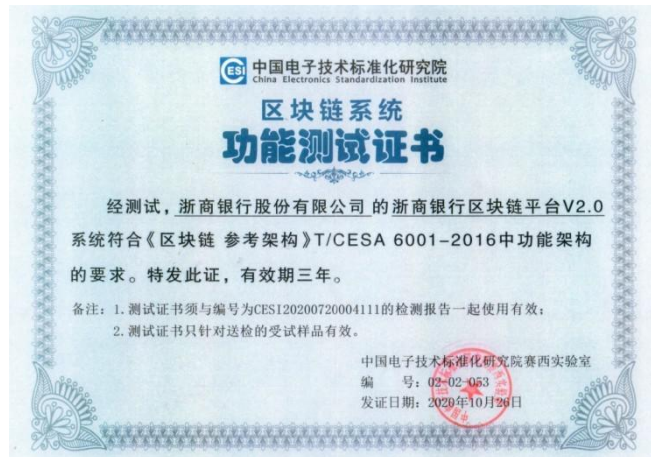 CESI 中国电子技术标准化研究院
China Electronics Standardization Institute
区块链系统
功能测试证书
经测试，浙商银行股份有限公司的浙商银行区块链平台V2.0
系统符合《区块链 参考架构》T/CESA 6001-2016中功能架构
的要求。特发此证，有效期三年。
备注：1.测试证书须与编号为CESI20200720004111的检测报告一起使用有效；
2.测试证书只针对送检的受试样品有效。
中国电子技术标准化研究院赛西实验室
编 号：02-02-053
发证日期：2020年10月26日